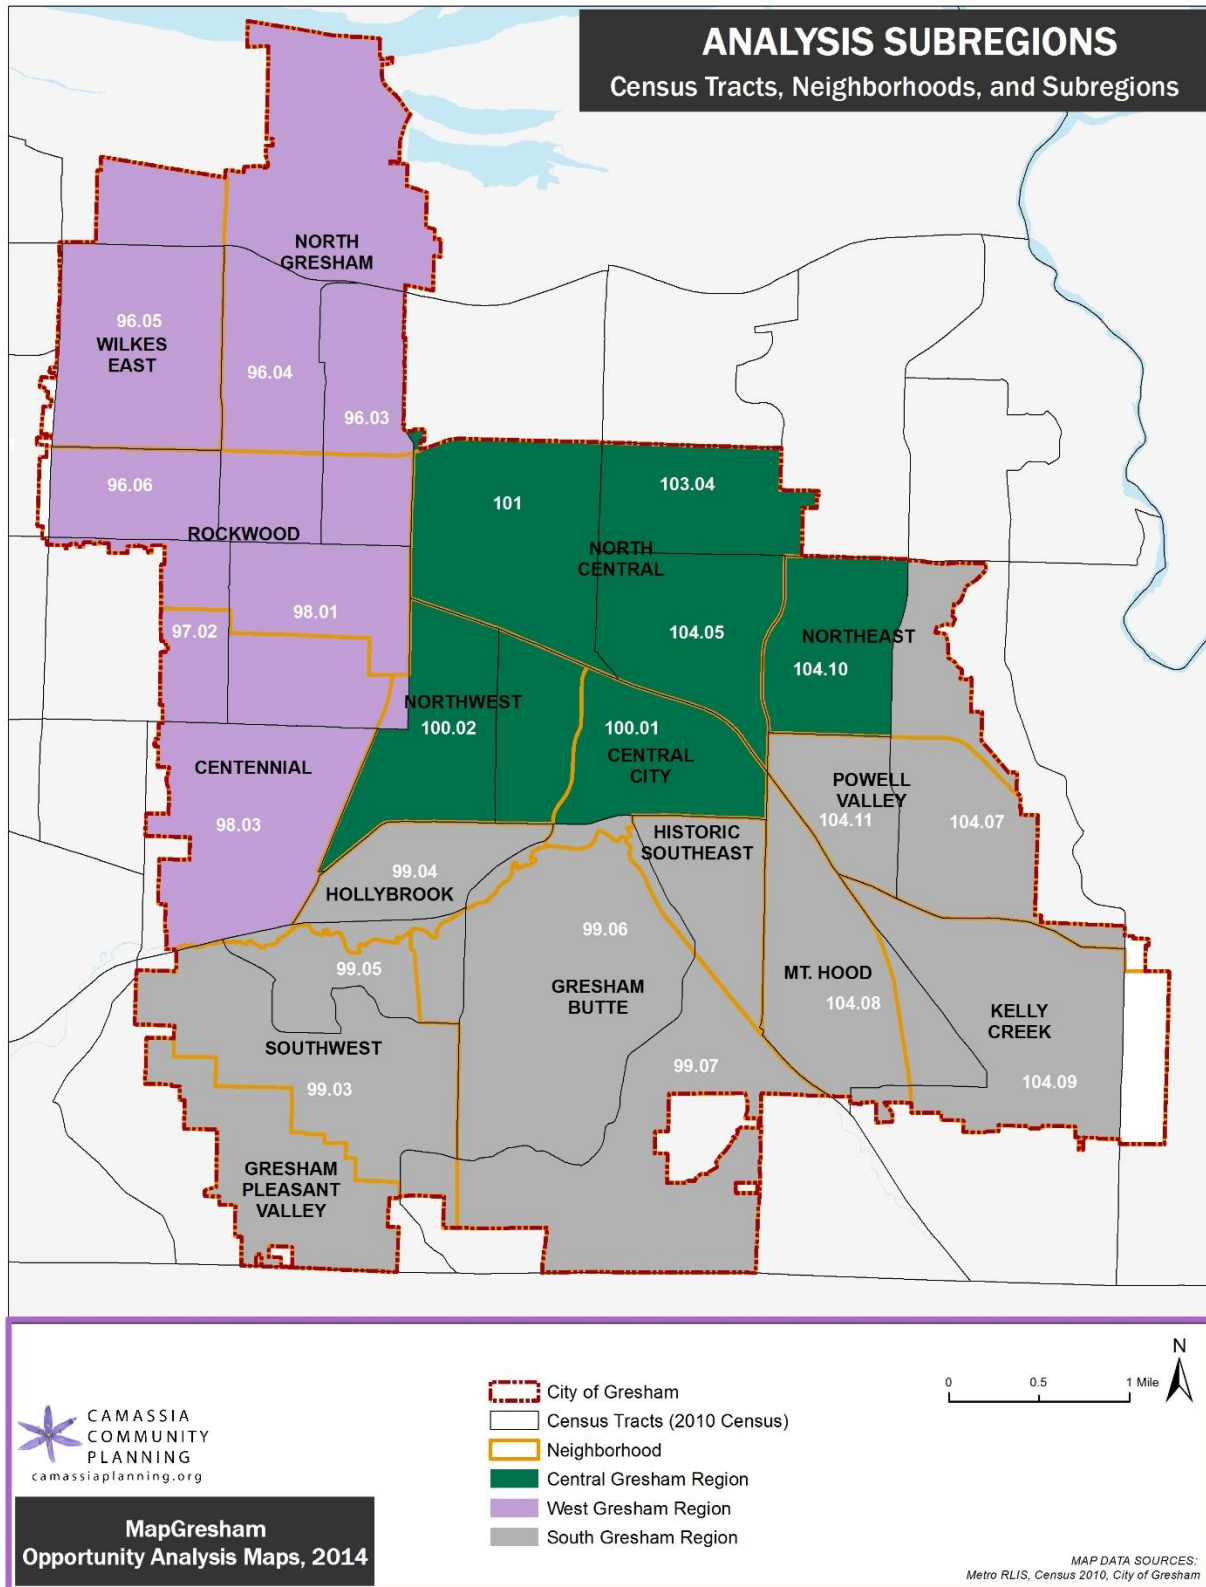 ANALYSIS SUBREGIONS
Census Tracts, Neighborhoods, and Subregions
NORTH
GRESHAM
96.05
WILKES
EAST
96.04
96.03
96.06
101
103.04
ROCKWOOD
NORTH
CENTRAL
98.01
97.02
104.05
NORTHEAST
104.10
NORTHWEST
100.02
100.01
CENTRAL
CITY
CENTENNIAL
98.03
POWELL
VALLEY
104.11
104.07
HISTORIC
SOUTHEAST
99.04
HOLLYBROOK
99.06
99.05
GRESHAM
BUTTE
MT. HOOD
104.08
KELLY
CREEK
SOUTHWEST
99.03
99.07
104.09
GRESHAM
PLEASANT
VALLEY
CAMASSIA
COMMUNITY
PLANNING
camassiaplanning.org
MapGresham
Opportunity Analysis Maps, 2014
City of Gresham
Census Tracts (2010 Census)
Neighborhood
Central Gresham Region
West Gresham Region
South Gresham Region
N
0 0.5 1 Mile
MAP DATA SOURCES:
Metro RLIS, Census 2010, City of Gresham